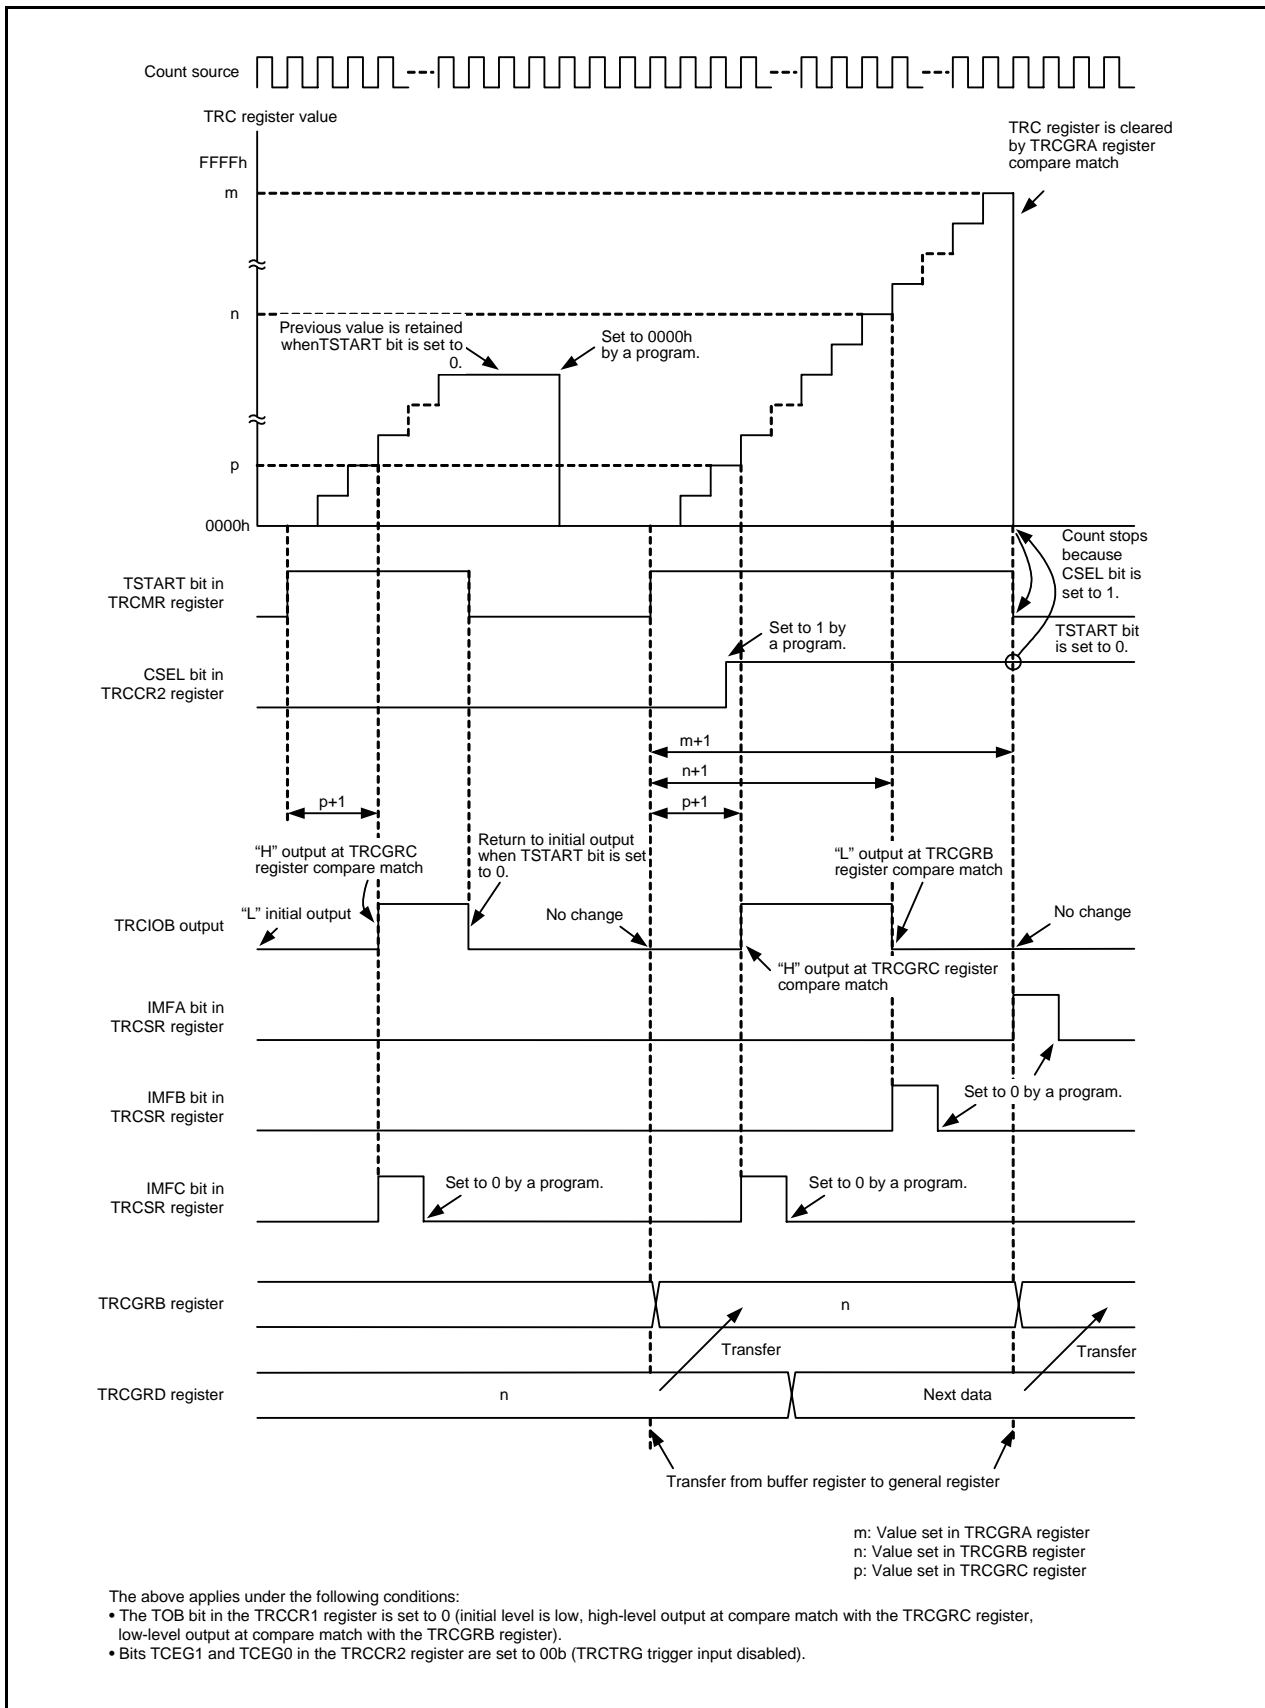 Count source
TRC register value
TRC register is cleared
by TRCGRA register
compare match
FFFFh
m
n
Previous value is retained
whenTSTART bit is set to
0.
Set to 0000h
by a program.
p
0000h
Count stops
because
CSEL bit is
set to 1.
TSTART bit in
TRCMR register
Set to 1 by
a program.
TSTART bit
is set to 0.
CSEL bit in
TRCCR2 register
m+1
n+1
p+1
p+1
“H” output at TRCGRC
register compare match
Return to initial output
when TSTART bit is set
to 0.
“L” output at TRCGRB
register compare match
“L” initial output
No change
No change
TRCIOB output
“H” output at TRCGRC register
compare match
IMFA bit in
TRCSR register
IMFB bit in
TRCSR register
Set to 0 by a program.
IMFC bit in
TRCSR register
Set to 0 by a program.
Set to 0 by a program.
TRCGRB register
n
Transfer
Transfer
TRCGRD register
n
Next data
Transfer from buffer register to general register
m: Value set in TRCGRA register
n: Value set in TRCGRB register
p: Value set in TRCGRC register
The above applies under the following conditions:
• The TOB bit in the TRCCR1 register is set to 0 (initial level is low, high-level output at compare match with the TRCGRC register,
low-level output at compare match with the TRCGRB register).
• Bits TCEG1 and TCEG0 in the TRCCR2 register are set to 00b (TRCTRG trigger input disabled).